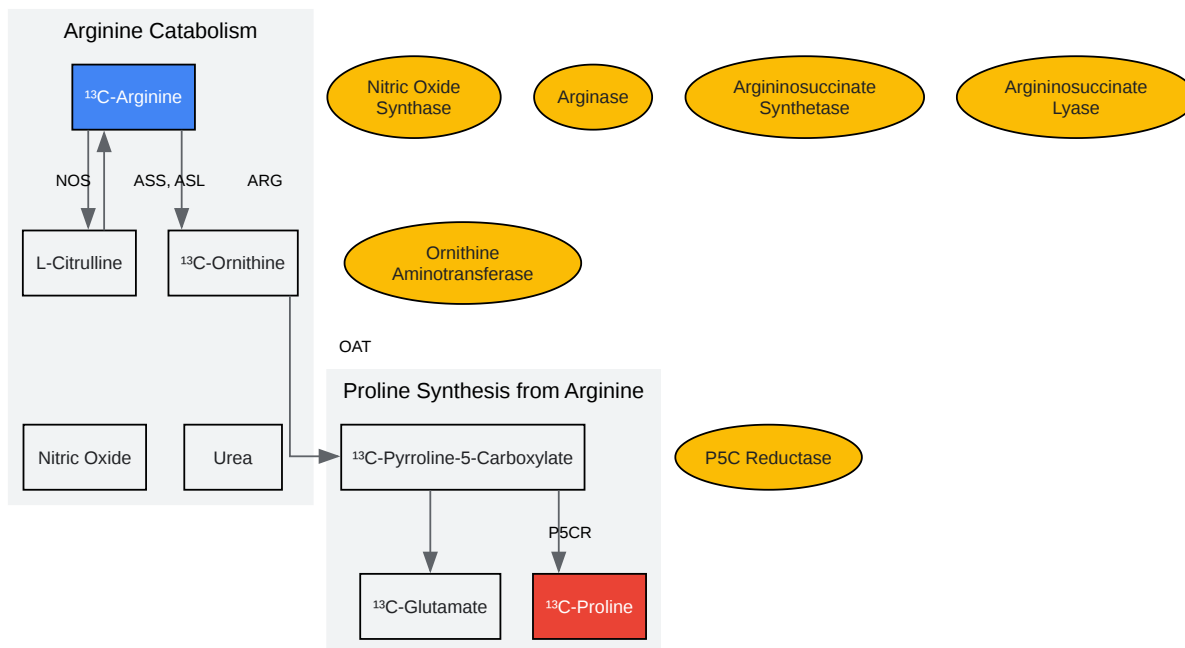 Arginine Catabolism
¹³C-Arginine
Nitric Oxide
Synthase
Arginase
Argininosuccinate
Synthetase
Argininosuccinate
Lyase
NOS
ASS, ASL
ARG
L-Citrulline
¹³C-Ornithine
Ornithine
Aminotransferase
OAT
Proline Synthesis from Arginine
Nitric Oxide
Urea
¹³C-Pyrroline-5-Carboxylate
P5C Reductase
P5CR
¹³C-Glutamate
¹³C-Proline